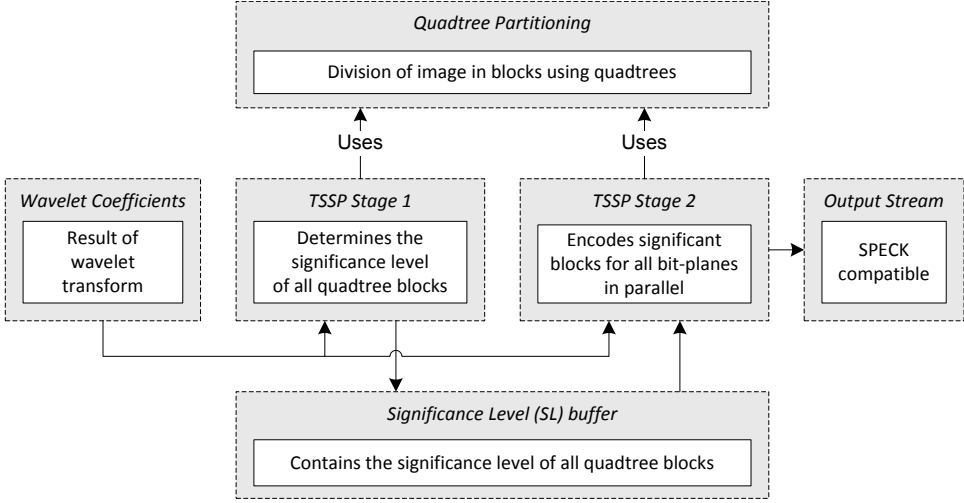 Quadtree Partitioning
Division of image in blocks using quadtrees
Uses
Uses
Wavelet Coefficients
Result of
wavelet
transform
TSSP Stage 1
Determines the
significance level
of all quadtree blocks
TSSP Stage 2
Encodes significant
blocks for all bit-planes
in parallel
Output Stream
SPECK
compatible
Significance Level (SL) buffer
Contains the significance level of all quadtree blocks